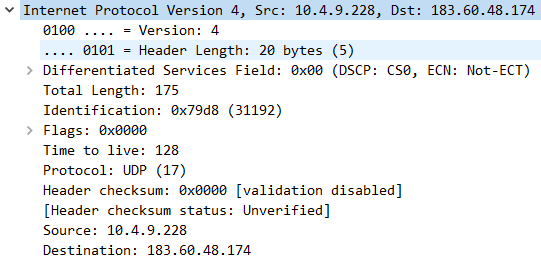 Internet Protocol Version 4, Src: 10.4.9.228, Dst: 183.60.48.174
0100 .... = Version: 4
.... 0101 = Header Length: 20 bytes (5)
Differentiated Services Field: 0x00 (DSCP: CS0, ECN: Not-ECT)
Total Length: 175
Identification: 0x79d8 (31192)
Flags: 0x0000
Time to live: 128
Protocol: UDP (17)
Header checksum: 0x0000 [validation disabled]
[Header checksum status: Unverified]
Source: 10.4.9.228
Destination: 183.60.48.174